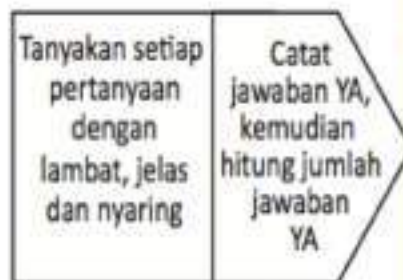 Tanyakan setiap
pertanyaan
dengan
lambat, jelas
dan nyaring
Catat
jawaban YA,
kemudian
hitung jumlah
jawaban
YA